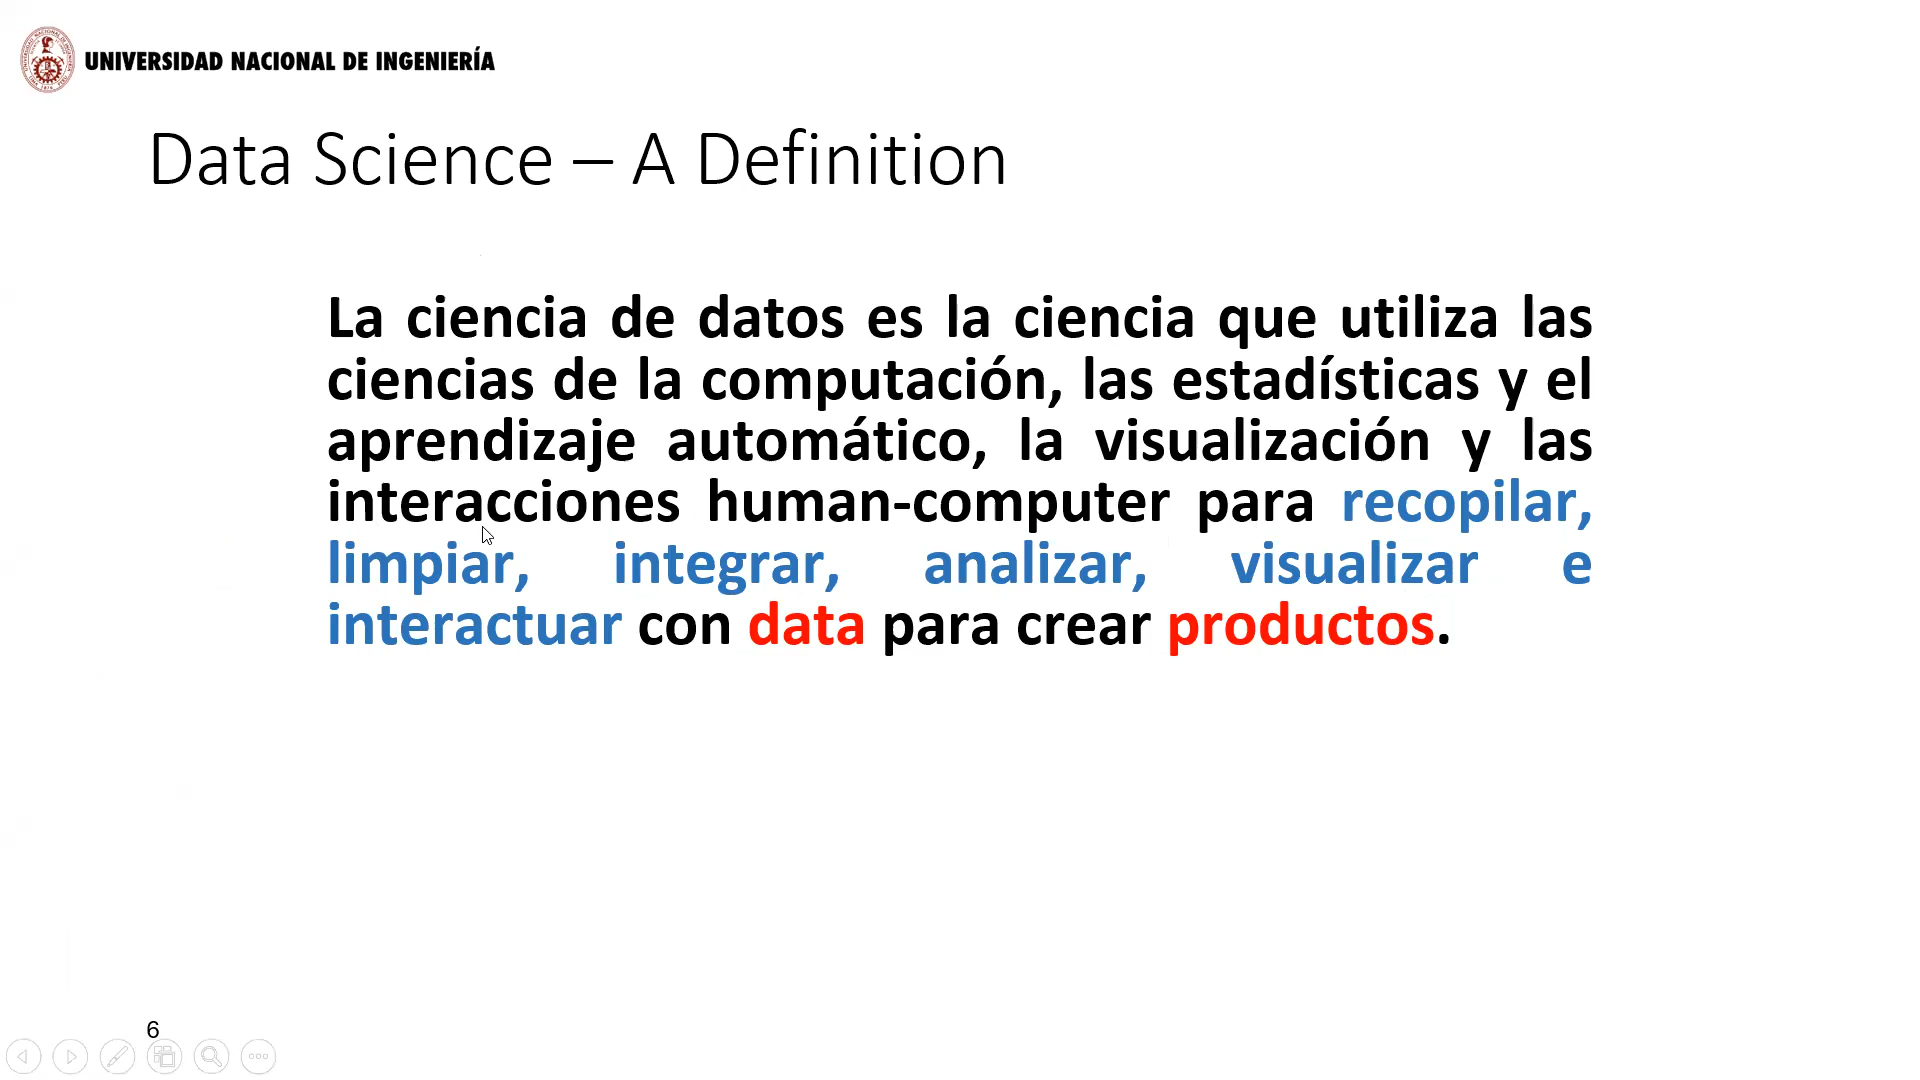 UNIVERSIDAD NACIONAL DE INGENIERÍA
Data Science – A Definition
La ciencia de datos es la ciencia que utiliza las
ciencias de la computación, las estadísticas y el
aprendizaje automático, la visualización y las
interacciones human-computer para recopilar,
limpiar, integrar, analizar, visualizar e
interactuar con data para crear productos.
6